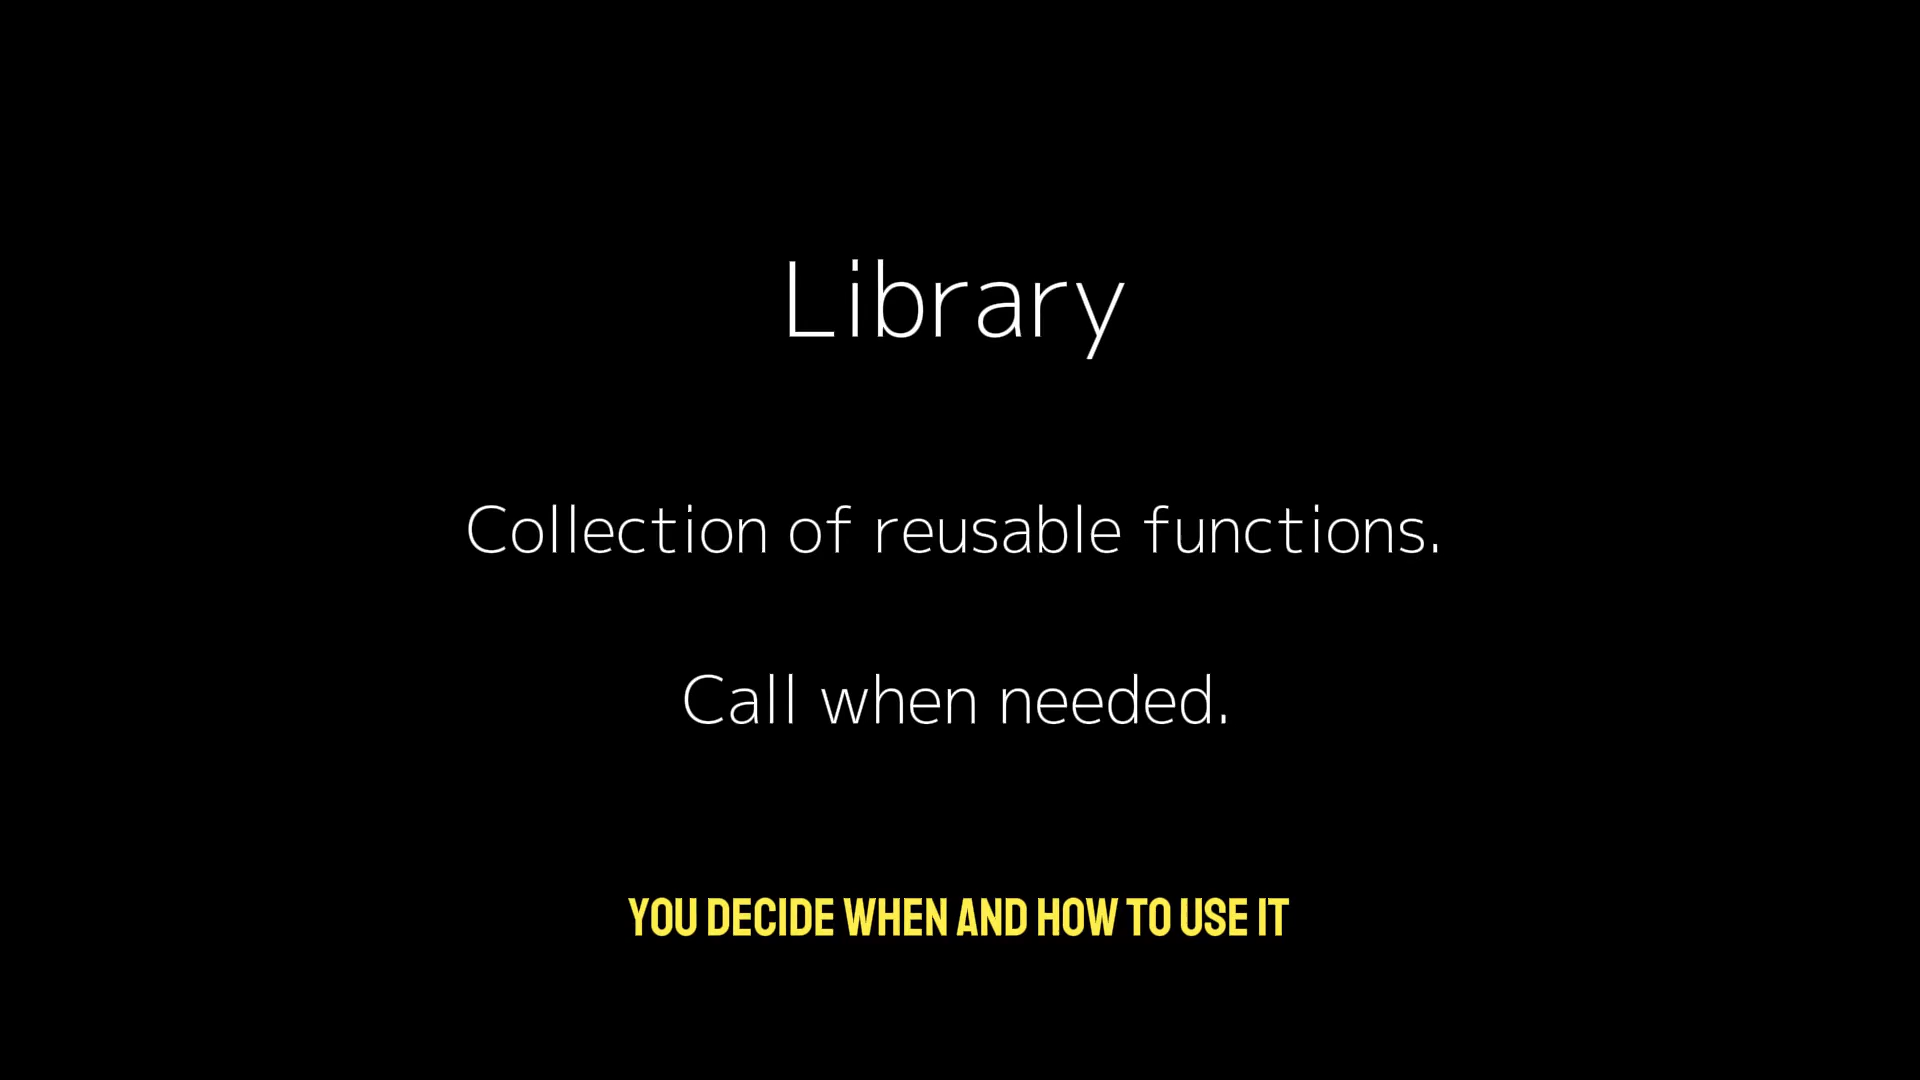 Library
Collection of reusable functions.
Call when needed.
YOU DECIDE WHEN AND HOW TO USE IT